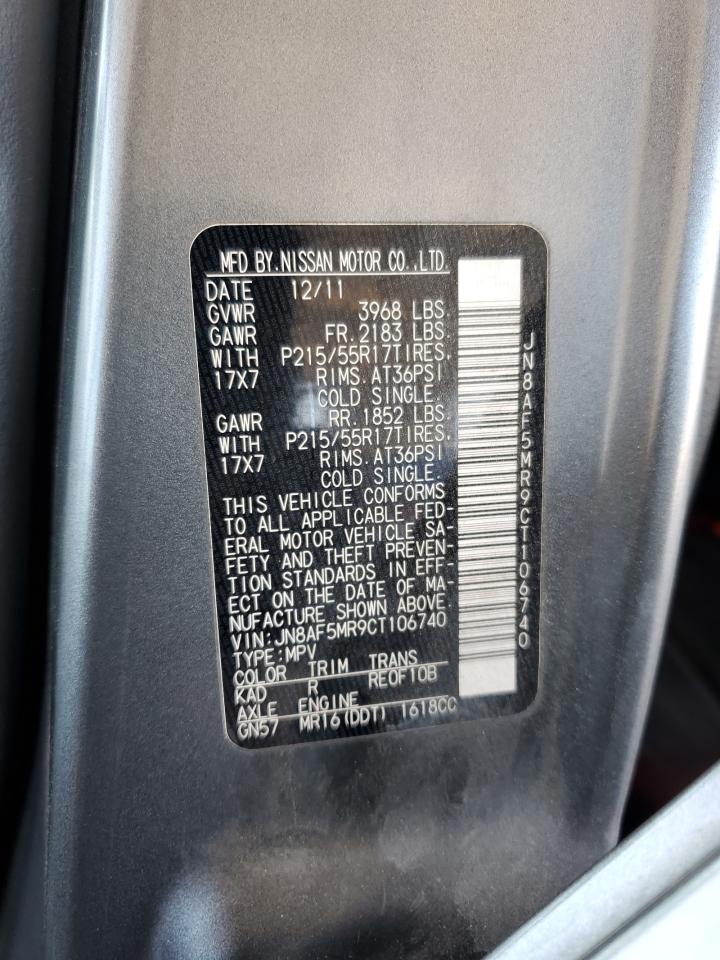 MFD BY.NISSAN MOTOR CO.,LTD.
DATE 12/11
GVWR 3968 LBS.
GAWR FR.2183 LBS.
WITH P215/55R17TIRES.
17X7 RIMS.AT36PSI
COLD SINGLE.
GAWR RR.1852 LBS.
WITH P215/55R17TIRES.
17X7 RIMS.AT36PSI
COLD SINGLE.
THIS VEHICLE CONFORMS
TO ALL APPLICABLE FED-
ERAL MOTOR VEHICLE SA-
FETY AND THEFT PREVEN-
TION STANDARDS IN EFF-
ECT ON THE DATE OF MA-
NUFACTURE SHOWN ABOVE.
VIN:JN8AF5MR9CT106740
TYPE:MPV
COLOR TRIM TRANS
KAD R RE0F10B
AXLE ENGINE
GN57 MR16(DDT) 1618CC
JN8AF5MR9CT106740